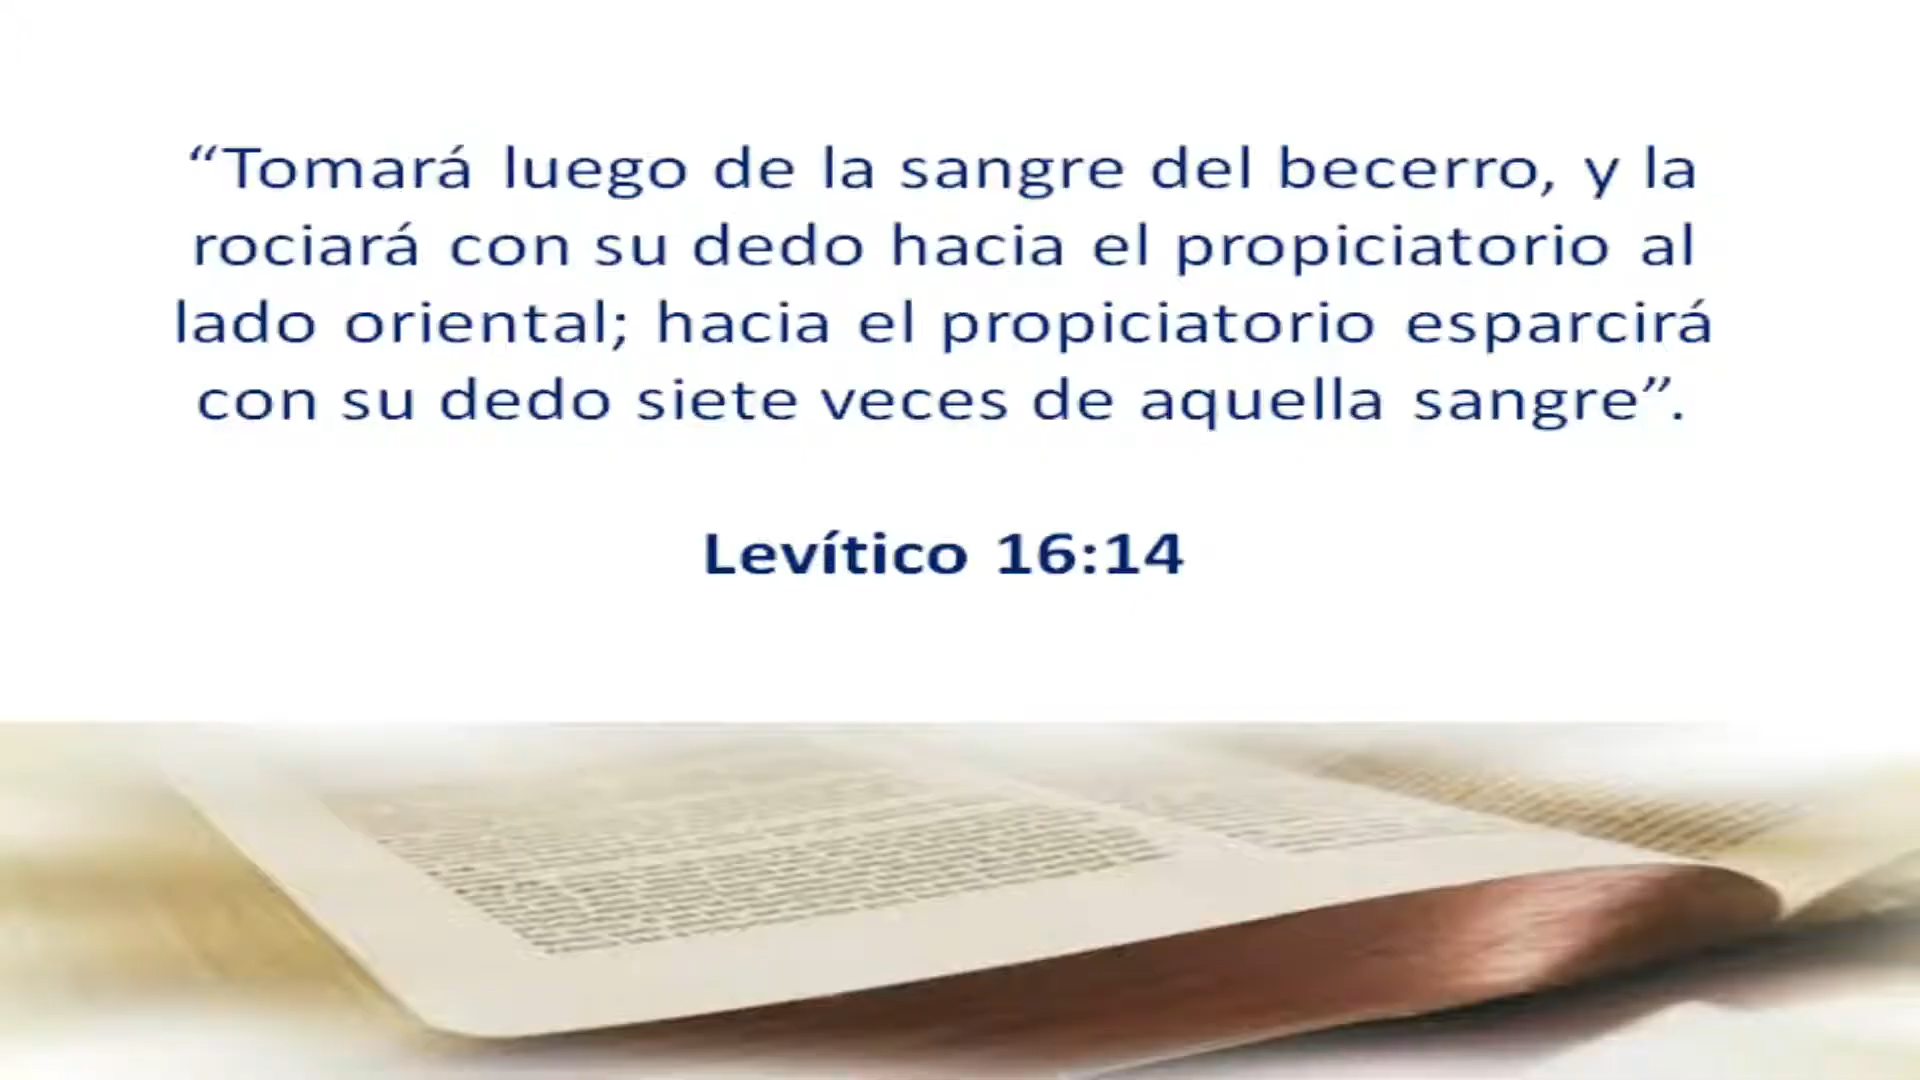 “Tomará luego de la sangre del becerro, y la
rociará con su dedo hacia el propiciatorio al
lado oriental; hacia el propiciatorio esparcirá
con su dedo siete veces de aquella sangre”.
Levítico 16:14